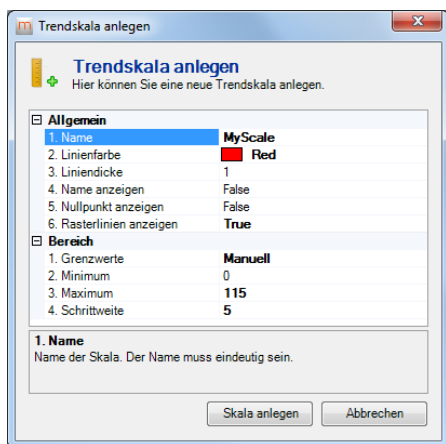 Trendskala anlegen
Trendskala anlegen
Hier können Sie eine neue Trendskala anlegen.
Allgemein
1. Name MyScale
2. Linienfarbe Red
3. Liniendicke 1
4. Name anzeigen False
5. Nullpunkt anzeigen False
6. Rasterlinien anzeigen True
Bereich
1. Grenzwerte Manuell
2. Minimum 0
3. Maximum 115
4. Schrittweite 5
1. Name
Name der Skala. Der Name muss eindeutig sein.
Skala anlegen Abbrechen